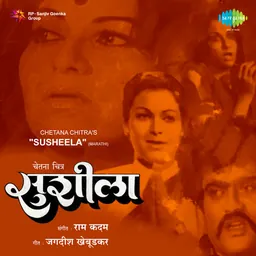 RP-Sanjiv Goenka
Group
SAREGAMA
CHETANA CHITRA'S
"SUSHEELA" (MARATHI)
चेतना चित्र
सुशीला
संगीत : राम कदम
गीत : जगदीश खेबूडकर